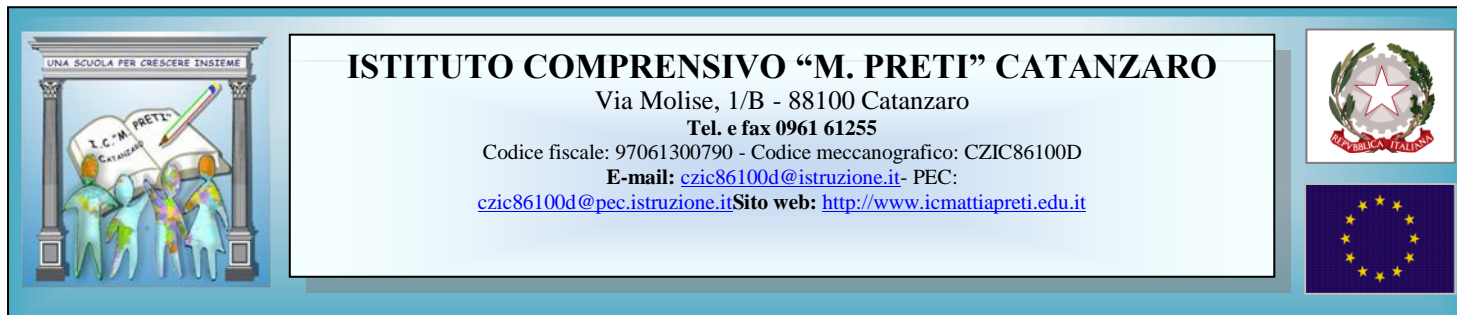 UNA SCUOLA PER CRESCERE INSIEME
I.C. "M. PRETI"
CATANZARO
ISTITUTO COMPRENSIVO “M. PRETI” CATANZARO
Via Molise, 1/B - 88100 Catanzaro
Tel. e fax 0961 61255
Codice fiscale: 97061300790 - Codice meccanografico: CZIC86100D
E-mail: czic86100d@istruzione.it- PEC:
czic86100d@pec.istruzione.itSito web: http://www.icmattiapreti.edu.it
REPVBBLICA ITALIANA